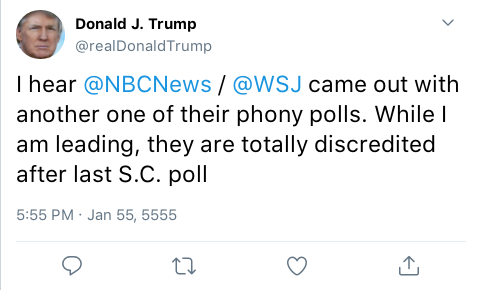 Donald J. Trump
@realDonaldTrump
I hear @NBCNews / @WSJ came out with
another one of their phony polls. While I
am leading, they are totally discredited
after last S.C. poll
5:55 PM · Jan 55, 5555